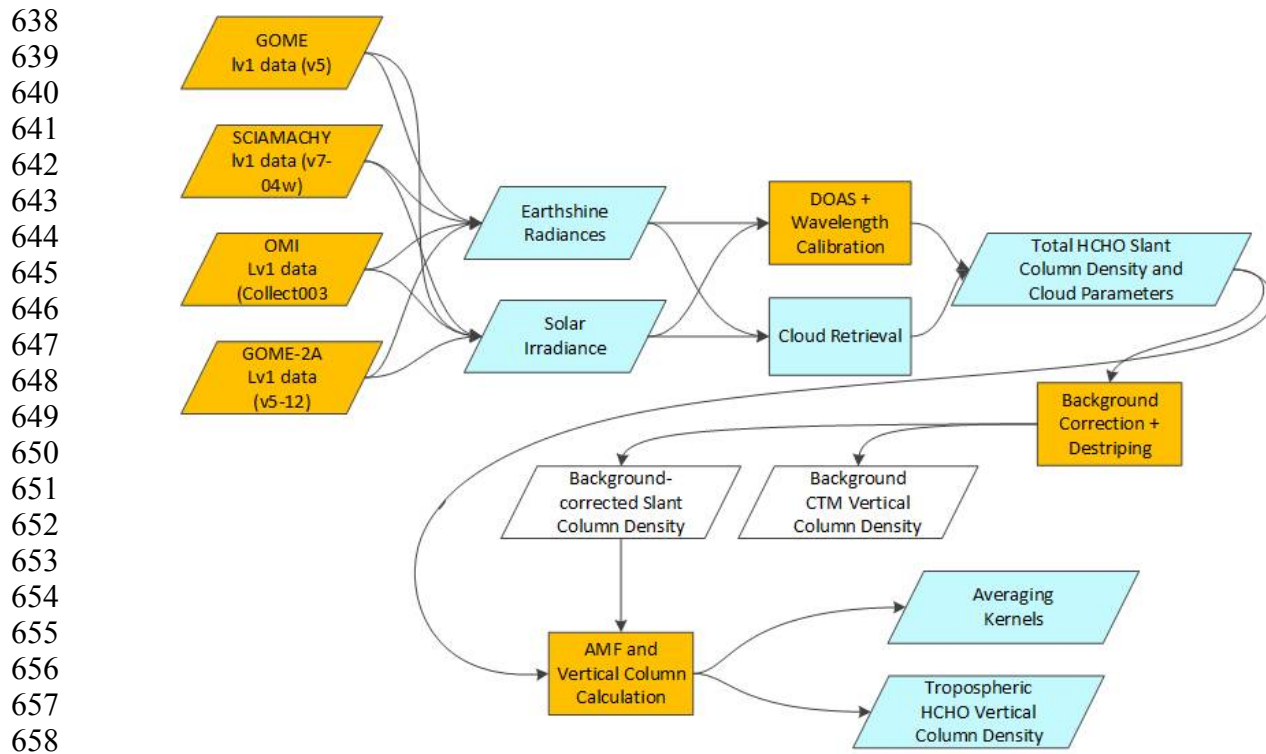 638
639
640
641
642
643
644
645
646
647
648
649
650
651
652
653
654
655
656
657
658
GOME
lv1 data (v5)
SCIAMACHY
lv1 data (v7-
04w)
OMI
Lv1 data
(Collect003
GOME-2A
Lv1 data
(v5-12)
Earthshine
Radiances
Solar
Irradiance
DOAS +
Wavelength
Calibration
Cloud Retrieval
Total HCHO Slant
Column Density and
Cloud Parameters
Background
Correction +
Destriping
Background-
corrected Slant
Column Density
Background
CTM Vertical
Column Density
AMF and
Vertical Column
Calculation
Averaging
Kernels
Tropospheric
HCHO Vertical
Column Density